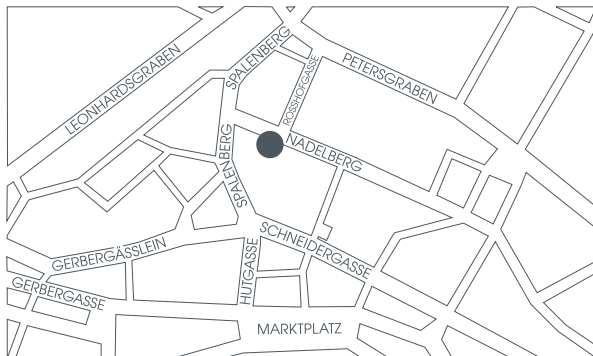 SPALENBERG
LEONHARDSGRABEN
PETERSGRABEN
ROSSHOFGASSE
NADELBERG
SPALENBERG
SCHNEIDERGASSE
GERBERGÄSSLEIN
HUTGASSE
GERBERGASSE
MARKTPLATZ